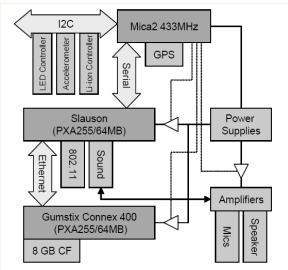 I2C
Mica2 433MHz
LED Controller
Accelerometer
Li-ion Controller
GPS
Serial
Slauson
(PXA255/64MB)
Power
Supplies
802.11
Sound
Ethernet
Amplifiers
Gumstix Connex 400
(PXA255/64MB)
Mics
Speaker
8 GB CF